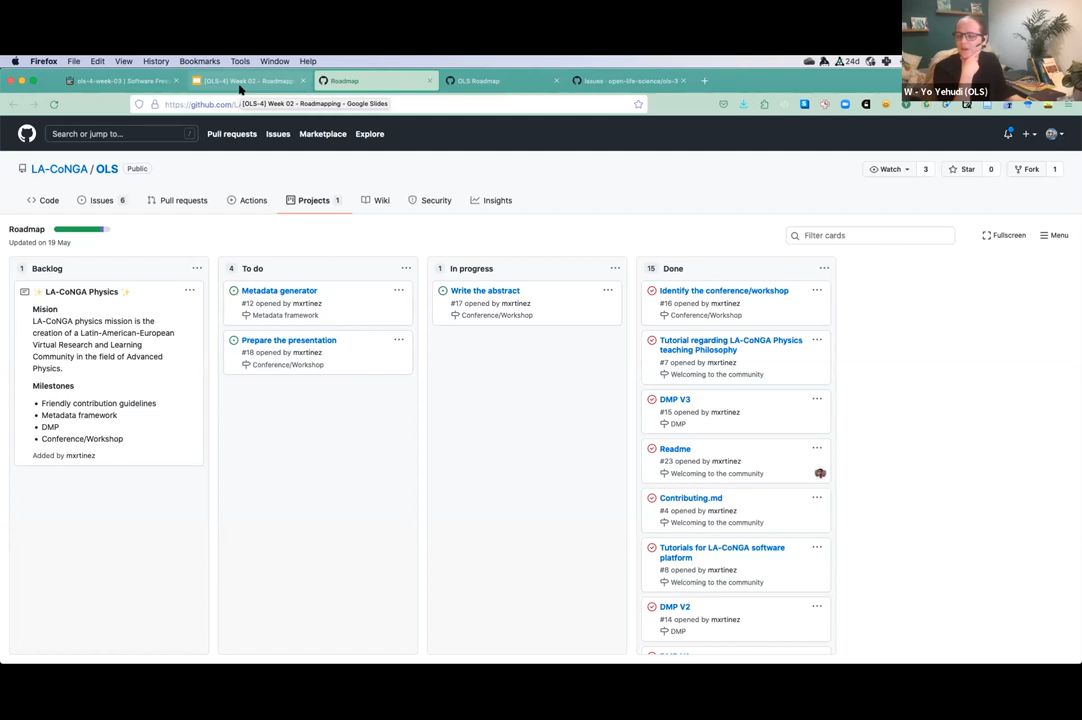 W - Yo Yehudi (OLS)
Firefox File Edit View History Bookmarks Tools Window Help
24d
ols-4-week-03 | Software Free
[OLS-4] Week 02 - Roadmapp
Roadmap
OLS Roadmap
Issues · open-life-science/ols-3
https://github.com/L
[OLS-4] Week 02 - Roadmapping - Google Slides
Search or jump to... /
Pull requests Issues Marketplace Explore
LA-CoNGA / OLS Public
Watch 3 Star 0 Fork 1
Code Issues 6 Pull requests Actions Projects 1 Wiki Security Insights
Roadmap
Updated on 19 May
Filter cards
Fullscreen Menu
1 Backlog
✨ LA-CoNGA Physics ✨
Mision
LA-CoNGA physics mission is the
creation of a Latin-American-European
Virtual Research and Learning
Community in the field of Advanced
Physics.
Milestones
• Friendly contribution guidelines
• Metadata framework
• DMP
• Conference/Workshop
Added by mxrtinez
4 To do
Metadata generator
#12 opened by mxrtinez
Metadata framework
Prepare the presentation
#18 opened by mxrtinez
Conference/Workshop
1 In progress
Write the abstract
#17 opened by mxrtinez
Conference/Workshop
15 Done
Identify the conference/workshop
#16 opened by mxrtinez
Conference/Workshop
Tutorial regarding LA-CoNGA Physics
teaching Philosophy
#7 opened by mxrtinez
Welcoming to the community
DMP V3
#15 opened by mxrtinez
DMP
Readme
#23 opened by mxrtinez
Welcoming to the community
Contributing.md
#4 opened by mxrtinez
Welcoming to the community
Tutorials for LA-CoNGA software
platform
#8 opened by mxrtinez
Welcoming to the community
DMP V2
#14 opened by mxrtinez
DMP